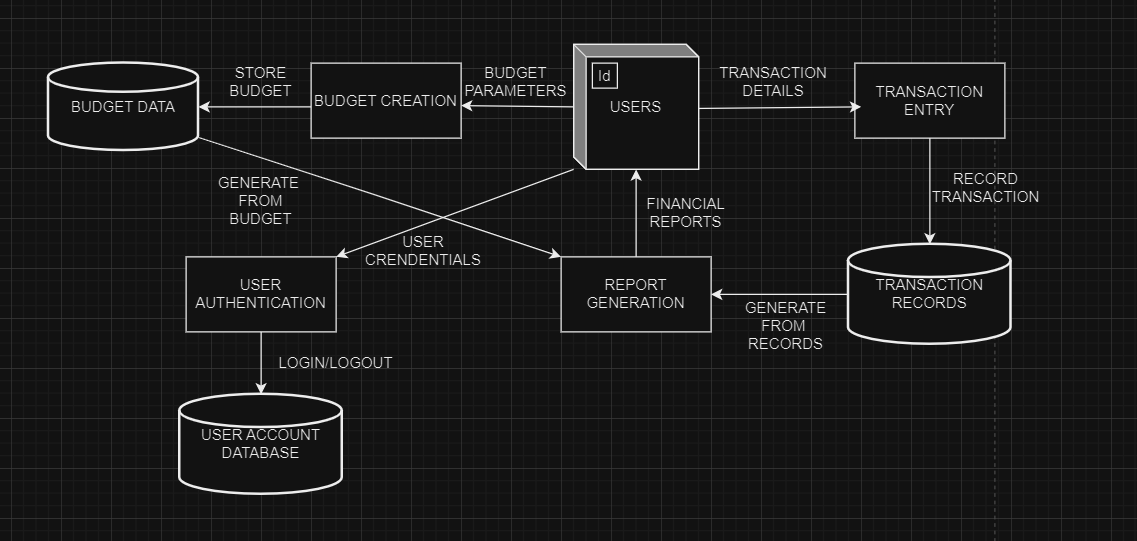 BUDGET DATA
STORE
BUDGET
BUDGET CREATION
BUDGET
PARAMETERS
Id
USERS
TRANSACTION
DETAILS
TRANSACTION
ENTRY
GENERATE
FROM
BUDGET
USER
CRENDENTIALS
FINANCIAL
REPORTS
RECORD
TRANSACTION
USER
AUTHENTICATION
REPORT
GENERATION
GENERATE
FROM
RECORDS
TRANSACTION
RECORDS
LOGIN/LOGOUT
USER ACCOUNT
DATABASE